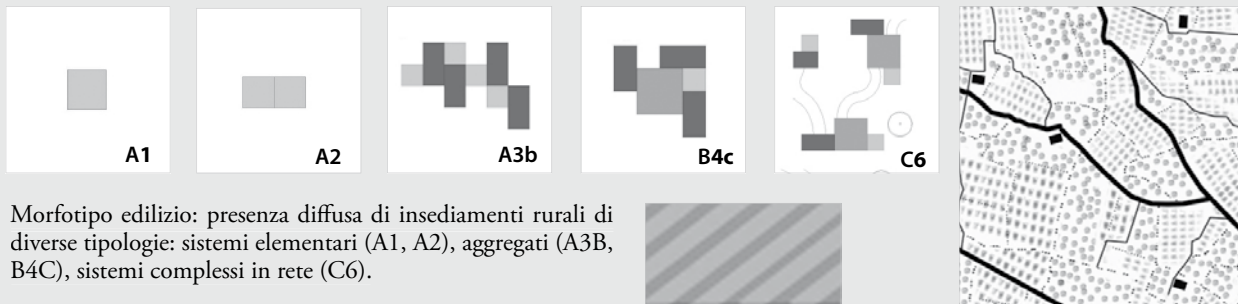 A1
A2
A3b
B4c
C6
Morfotipo edilizio: presenza diffusa di insediamenti rurali di
diverse tipologie: sistemi elementari (A1, A2), aggregati (A3B,
B4C), sistemi complessi in rete (C6).